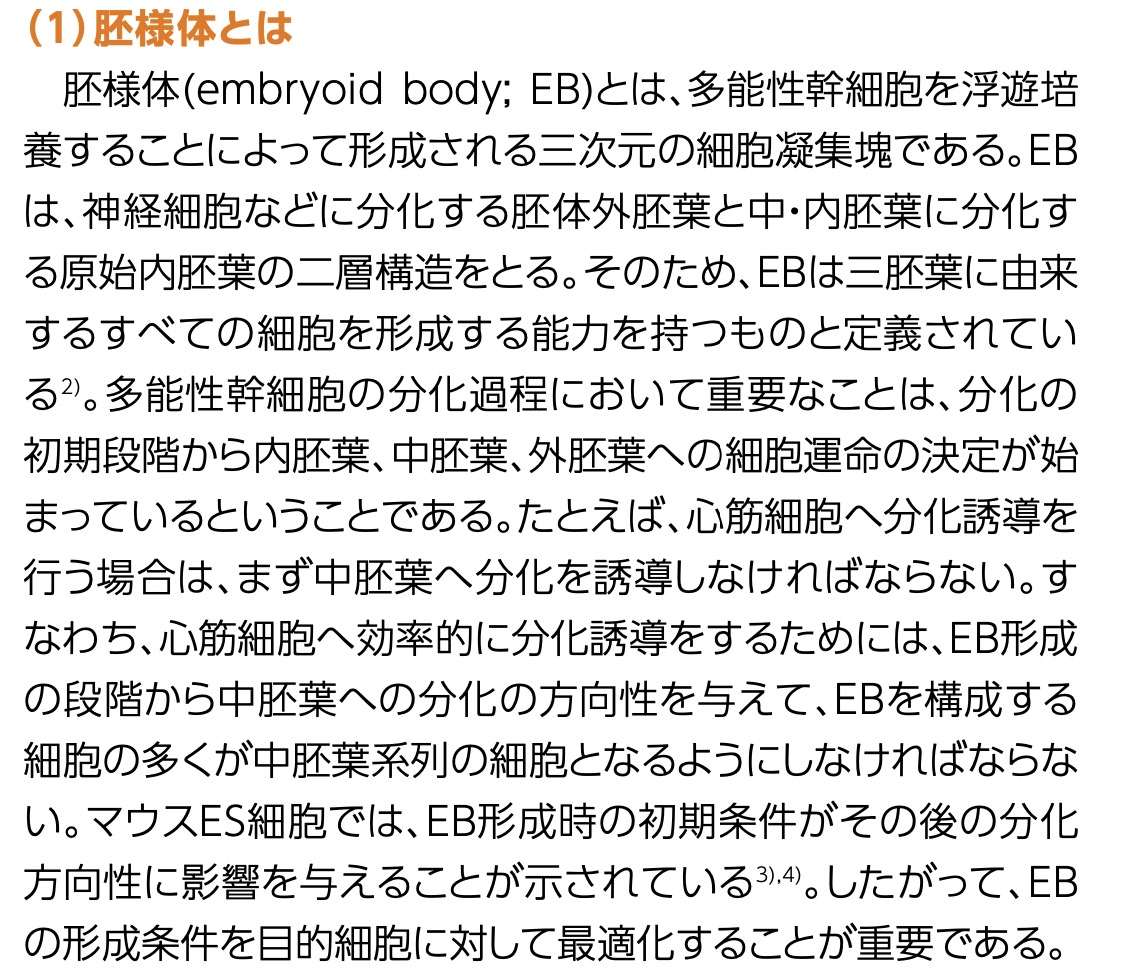 (1)胚様体とは
胚様体(embryoid body; EB)とは、多能性幹細胞を浮遊培
養することによって形成される三次元の細胞凝集塊である。EB
は、神経細胞などに分化する胚体外胚葉と中・内胚葉に分化す
る原始内胚葉の二層構造をとる。そのため、EBは三胚葉に由来
するすべての細胞を形成する能力を持つものと定義されてい
る2)。多能性幹細胞の分化過程において重要なことは、分化の
初期段階から内胚葉、中胚葉、外胚葉への細胞運命の決定が始
まっているということである。たとえば、心筋細胞へ分化誘導を
行う場合は、まず中胚葉へ分化を誘導しなければならない。す
なわち、心筋細胞へ効率的に分化誘導をするためには、EB形成
の段階から中胚葉への分化の方向性を与えて、EBを構成する
細胞の多くが中胚葉系列の細胞となるようにしなければならな
い。マウスES細胞では、EB形成時の初期条件がその後の分化
方向性に影響を与えることが示されている3),4)。したがって、EB
の形成条件を目的細胞に対して最適化することが重要である。